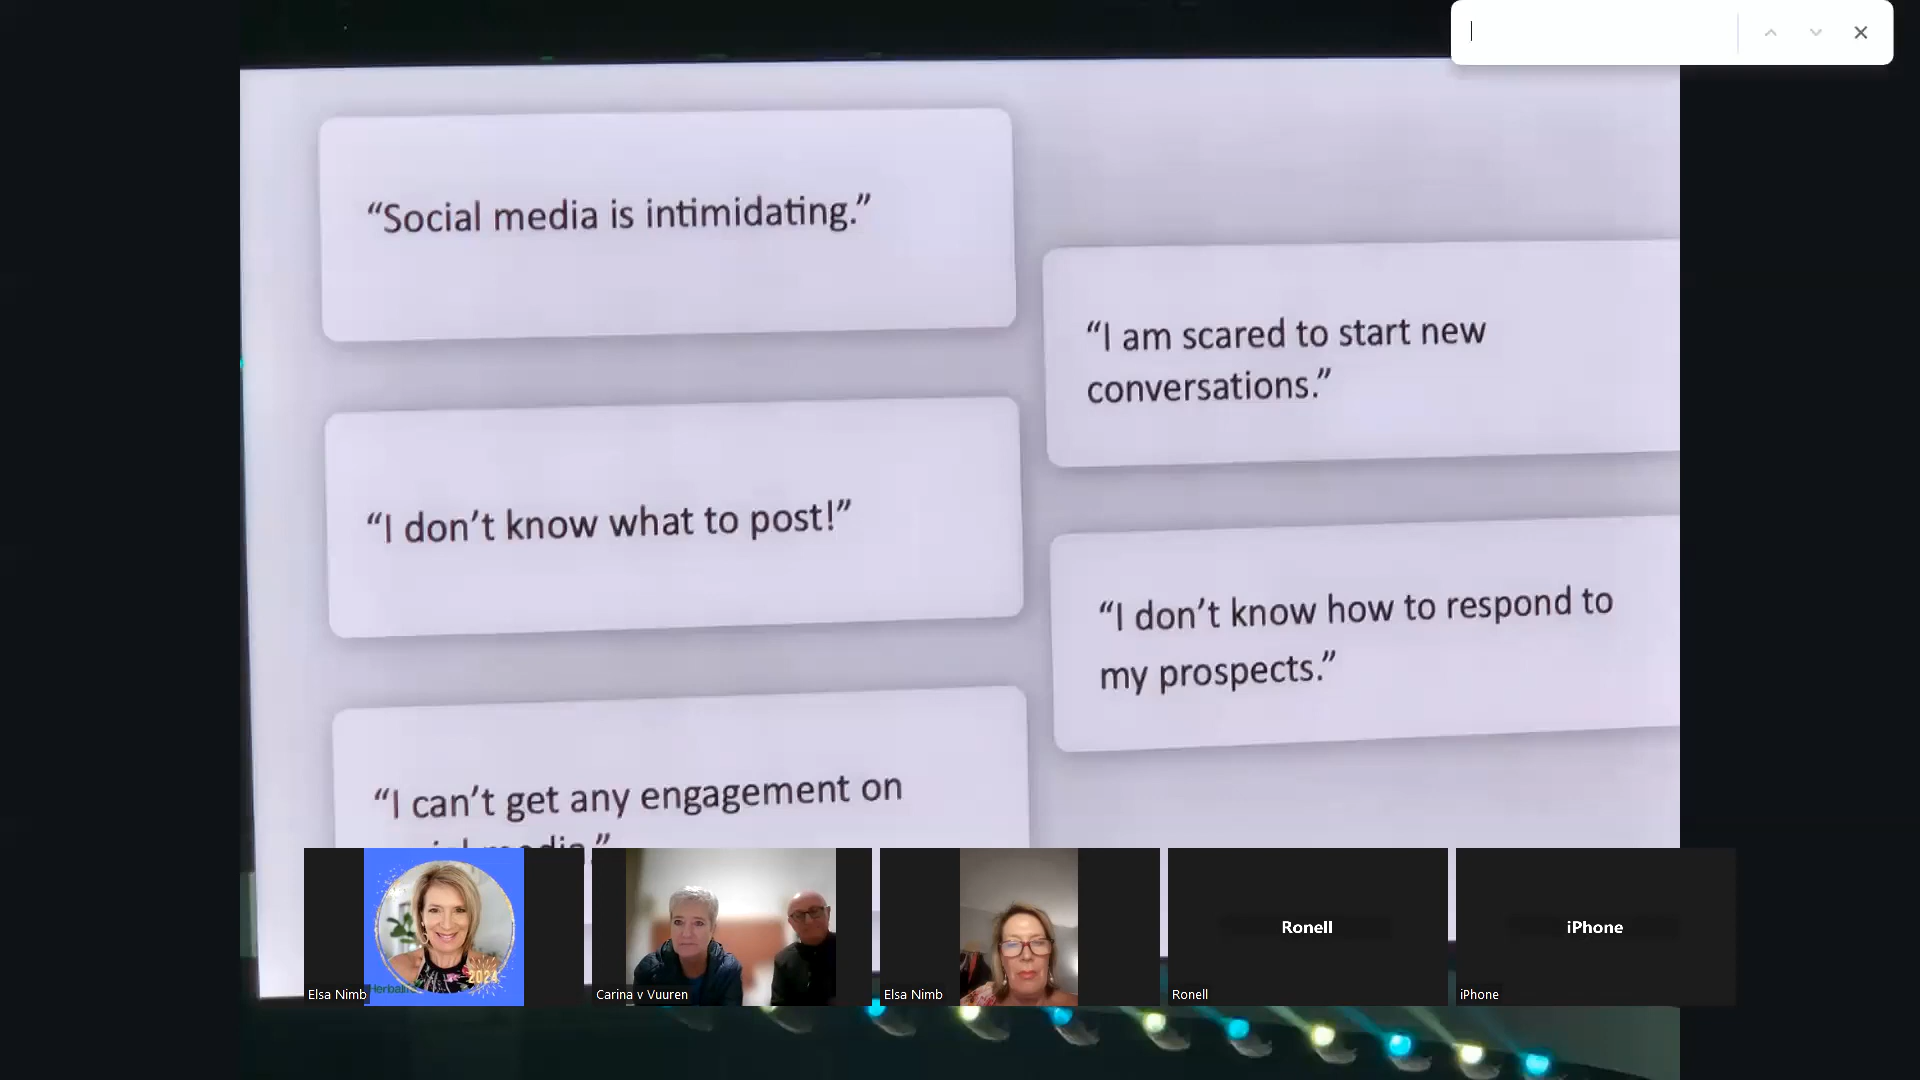 “Social media is intimidating.”
“I am scared to start new
conversations.”
“I don’t know what to post!”
“I don’t know how to respond to
my prospects.”
“I can’t get any engagement on
media.”
2024
Elsa Nimb
Carina v Vuuren
Elsa Nimb
Ronell
Ronell
iPhone
iPhone